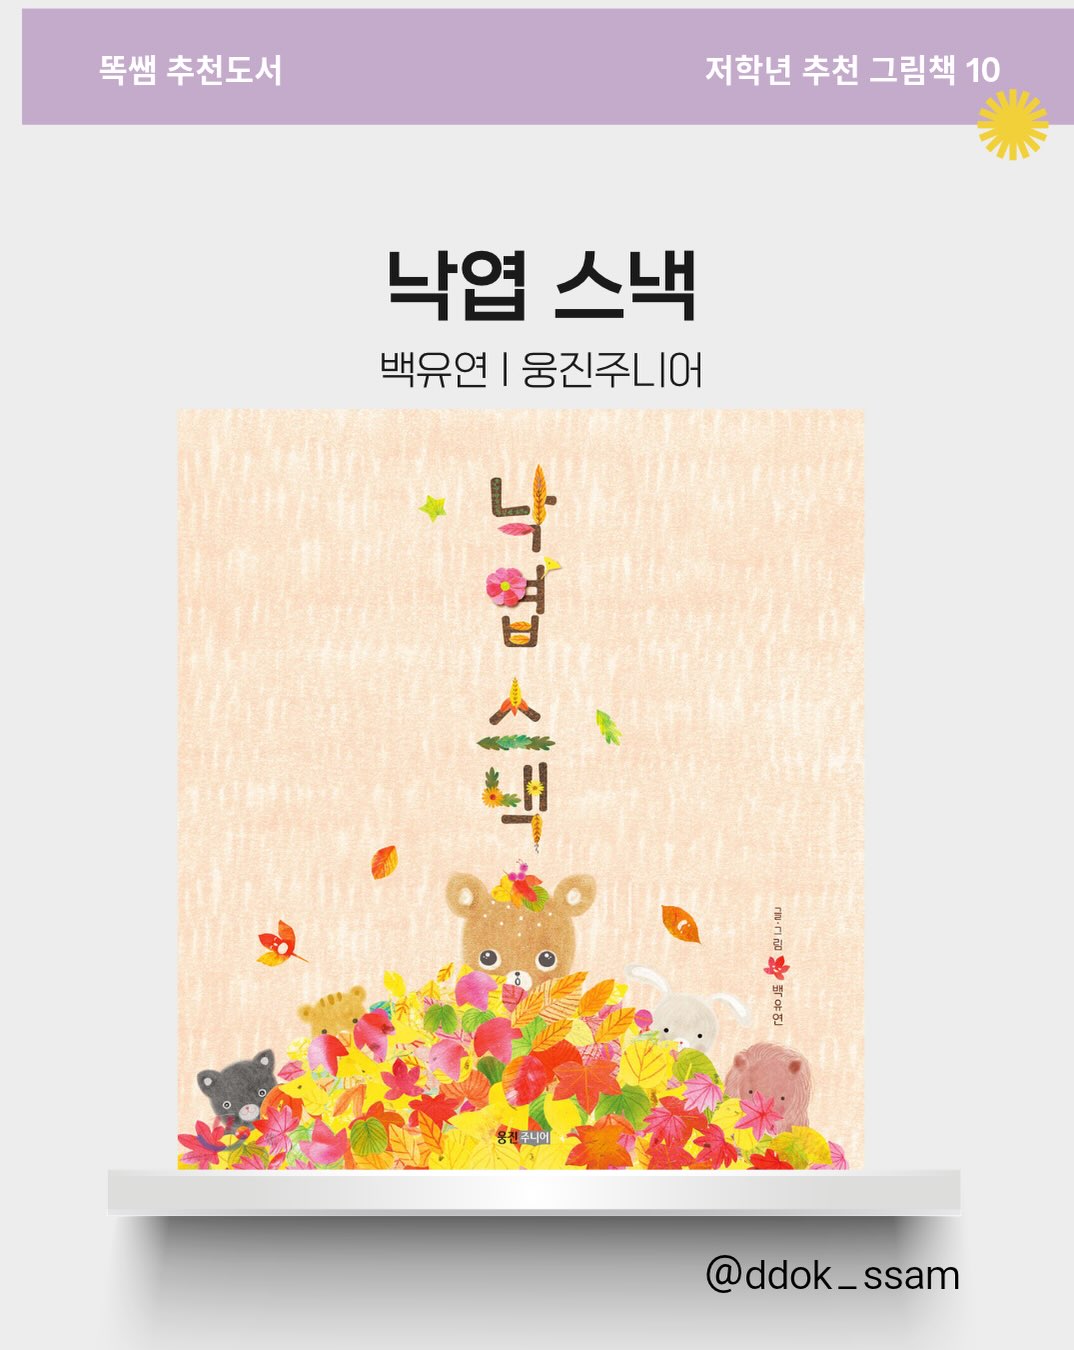 똑쌤 추천도서
저학년 추천 그림책 10
낙엽 스낵
백유연 | 웅진주니어
낙엽 스낵
글·그림 백유연
웅진주니어
@ddok_ssam